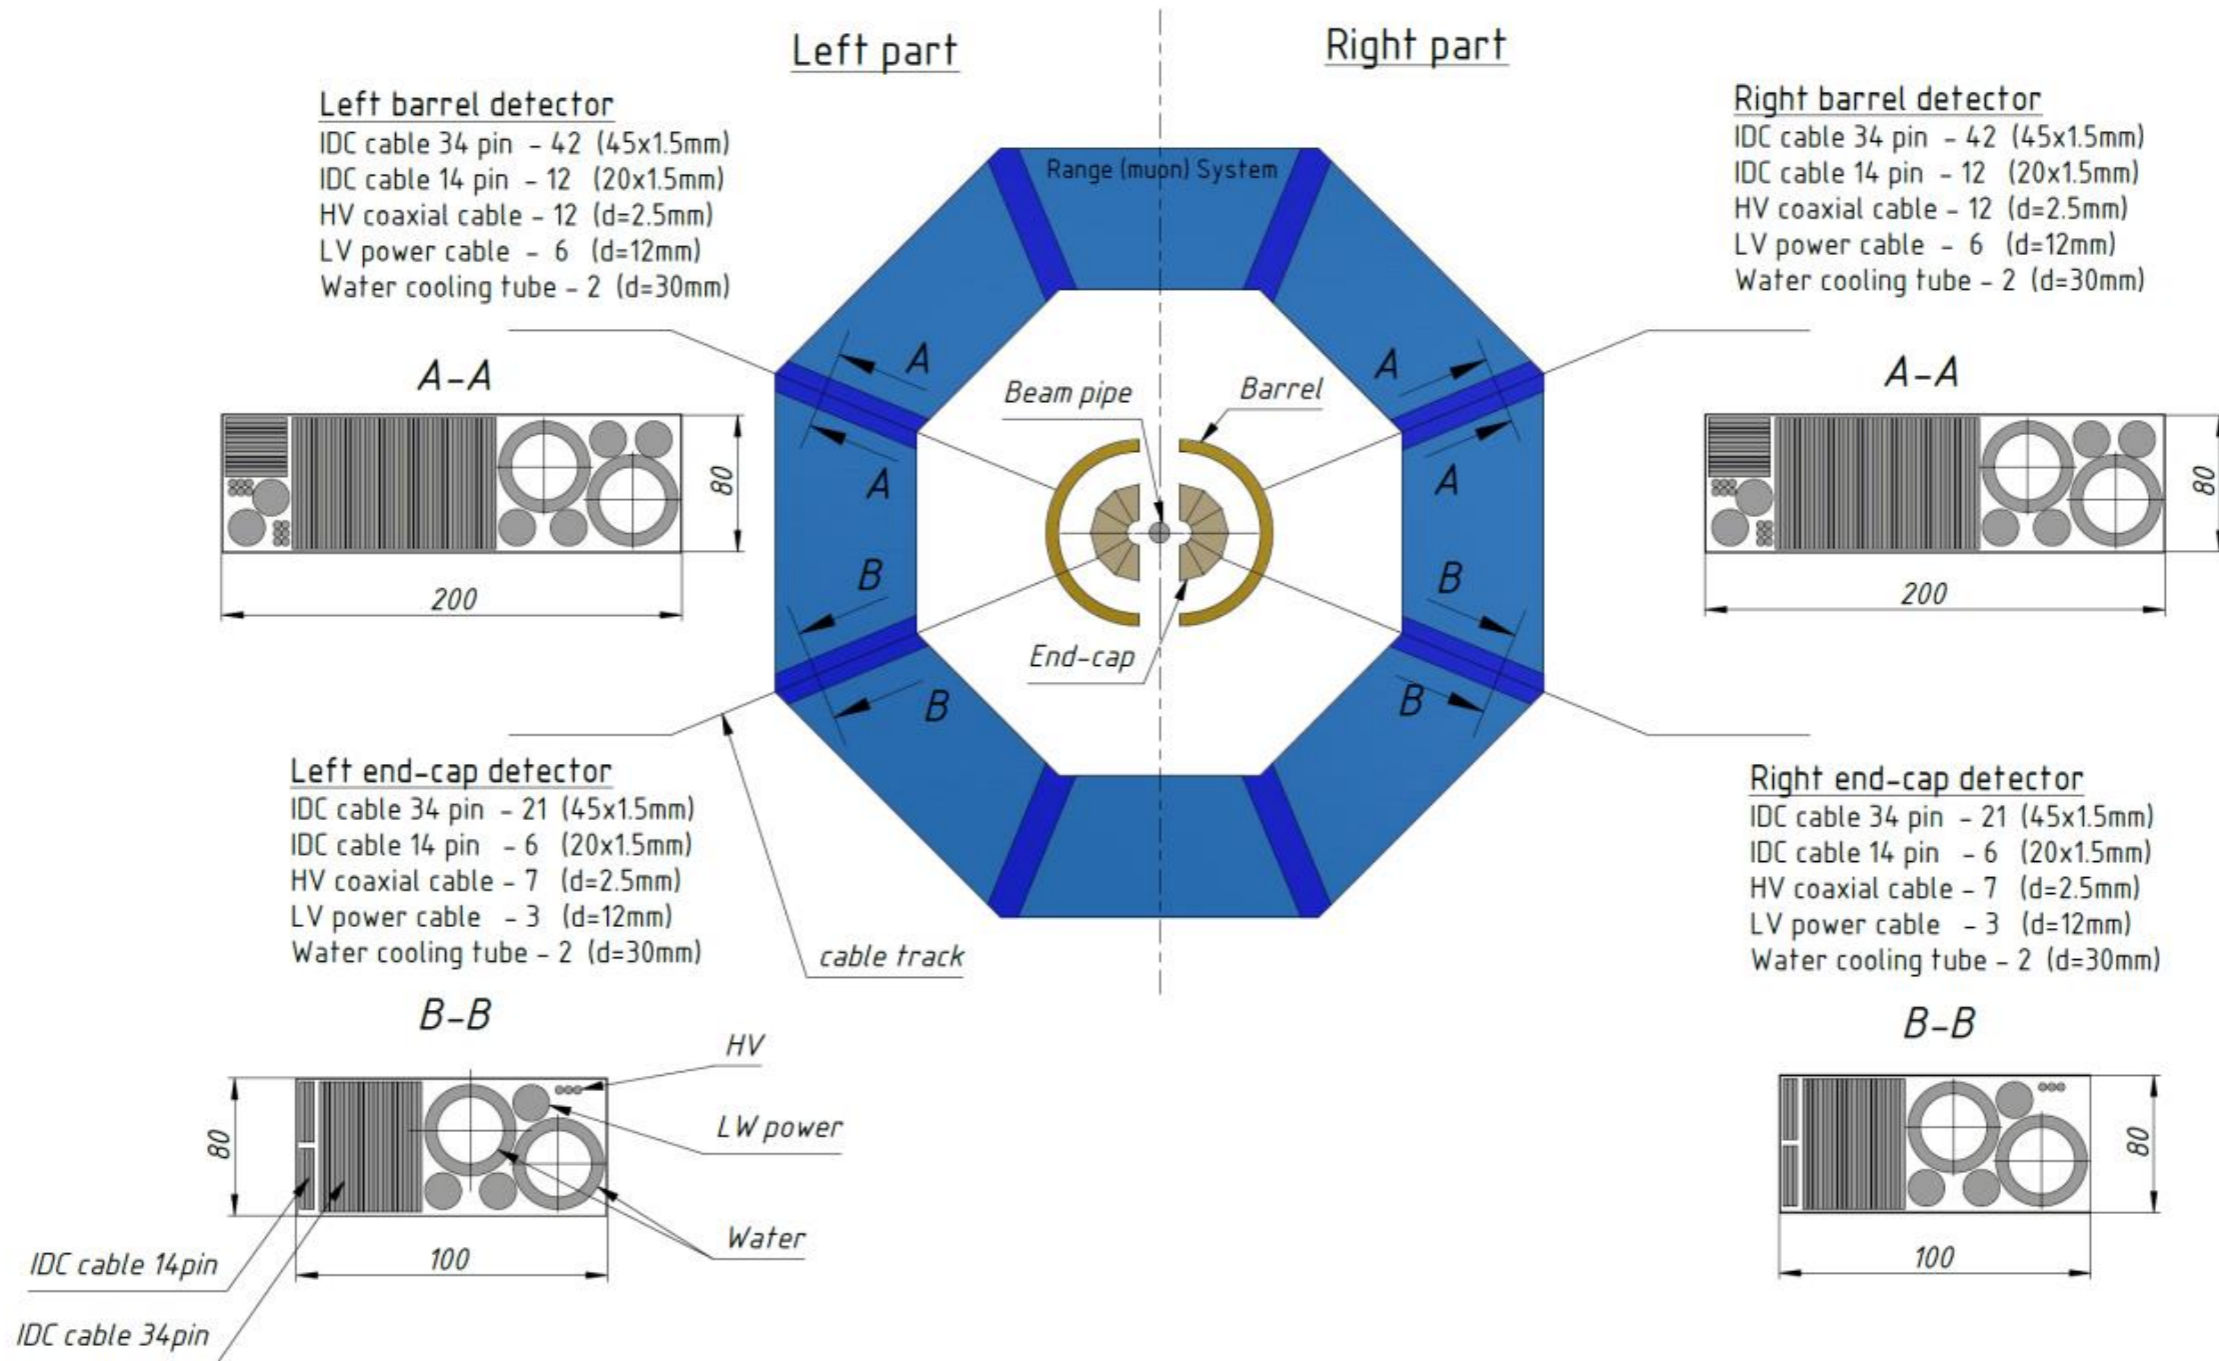 Left part
Right part
Left barrel detector
IDC cable 34 pin - 42 (45x1.5mm)
IDC cable 14 pin - 12 (20x1.5mm)
HV coaxial cable - 12 (d=2.5mm)
LV power cable - 6 (d=12mm)
Water cooling tube - 2 (d=30mm)
Right barrel detector
IDC cable 34 pin - 42 (45x1.5mm)
IDC cable 14 pin - 12 (20x1.5mm)
HV coaxial cable - 12 (d=2.5mm)
LV power cable - 6 (d=12mm)
Water cooling tube - 2 (d=30mm)
Range (muon) System
A-A
80
200
A
A
B
B
Beam pipe
Barrel
End-cap
A
A
B
B
A-A
80
200
Left end-cap detector
IDC cable 34 pin - 21 (45x1.5mm)
IDC cable 14 pin - 6 (20x1.5mm)
HV coaxial cable - 7 (d=2.5mm)
LV power cable - 3 (d=12mm)
Water cooling tube - 2 (d=30mm)
cable track
Right end-cap detector
IDC cable 34 pin - 21 (45x1.5mm)
IDC cable 14 pin - 6 (20x1.5mm)
HV coaxial cable - 7 (d=2.5mm)
LV power cable - 3 (d=12mm)
Water cooling tube - 2 (d=30mm)
B-B
HV
LW power
Water
80
100
IDC cable 14pin
IDC cable 34pin
B-B
80
100